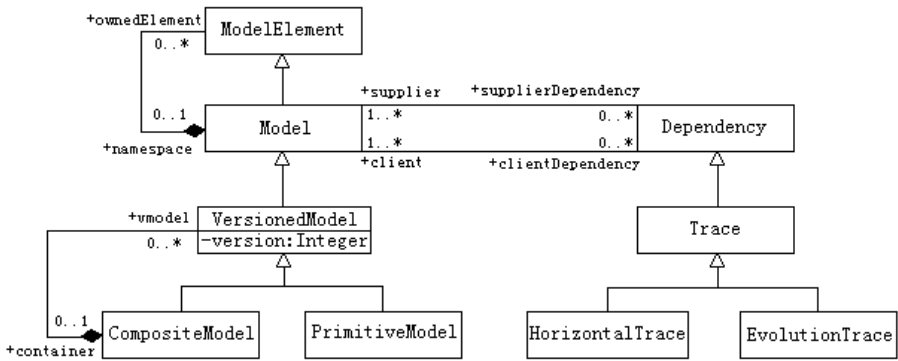 +ownedElement
ModelElement
0..*
+supplier
+supplierDependency
0..1
1..*
0..*
Model
Dependency
1..*
0..*
+namespace
+client
+clientDependency
+vmodel
VersionedModel
Trace
0..*
-version:Integer
0..1
CompositeModel
PrimitiveModel
HorizontalTrace
EvolutionTrace
+container